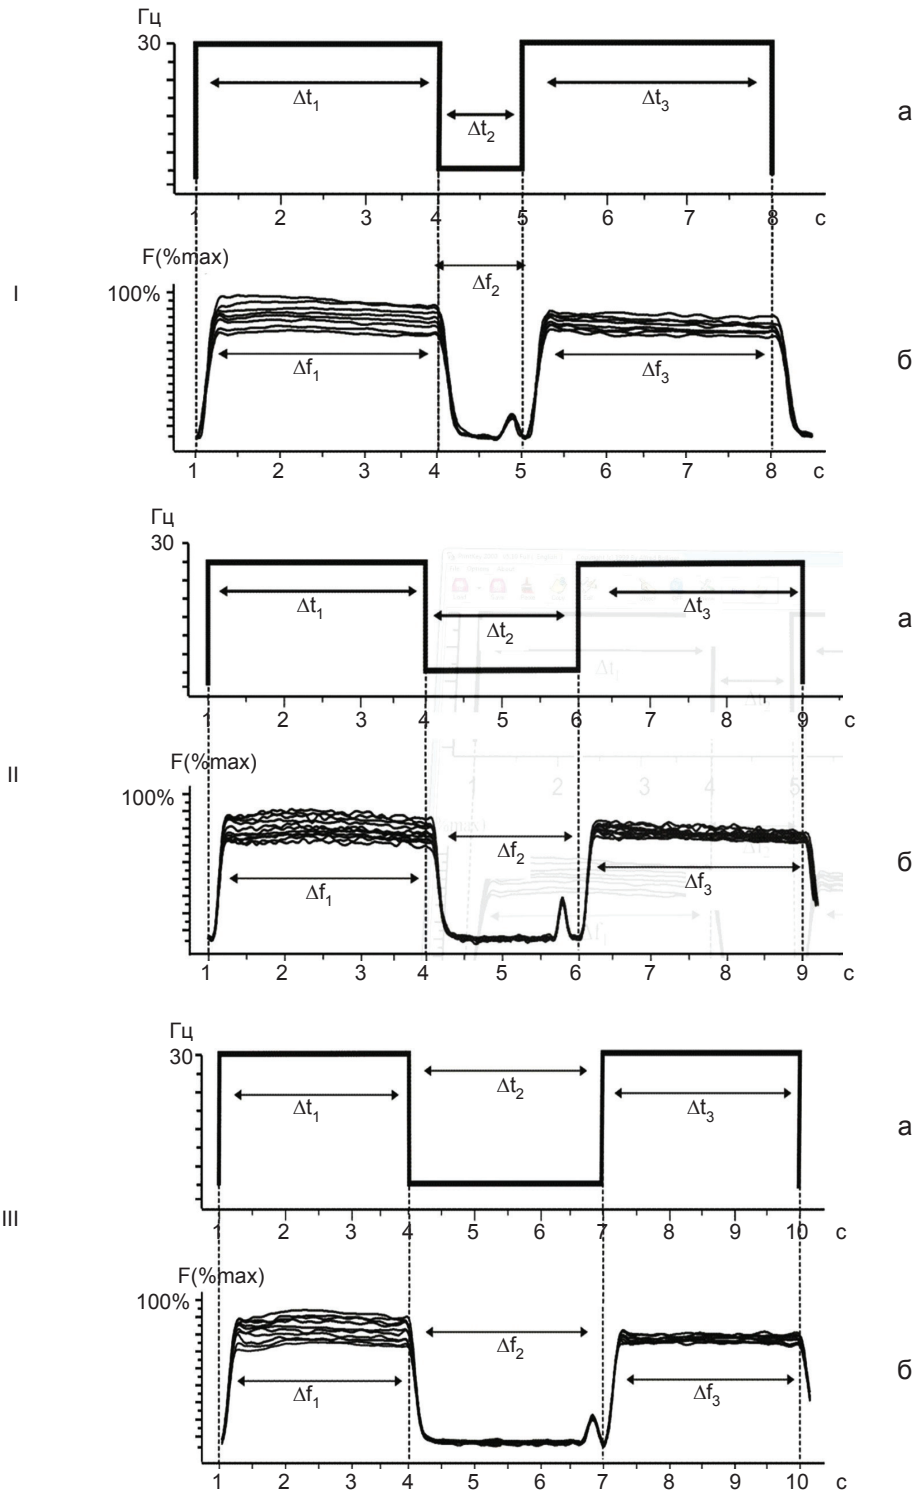 Гц
30
Δt₁
Δt₂
Δt₃
а
1 2 3 4 5 6 7 8 с
I
F(%max)
100%
Δf₁
Δf₂
Δf₃
б
1 2 3 4 5 6 7 8 с
Гц
30
Δt₁
Δt₂
Δt₃
а
1 2 3 4 5 6 7 8 9 с
II
F(%max)
100%
Δf₁
Δf₂
Δf₃
б
1 2 3 4 5 6 7 8 9 с
Гц
30
Δt₁
Δt₂
Δt₃
а
1 2 3 4 5 6 7 8 9 10 с
III
F(%max)
100%
Δf₁
Δf₂
Δf₃
б
1 2 3 4 5 6 7 8 9 10 с